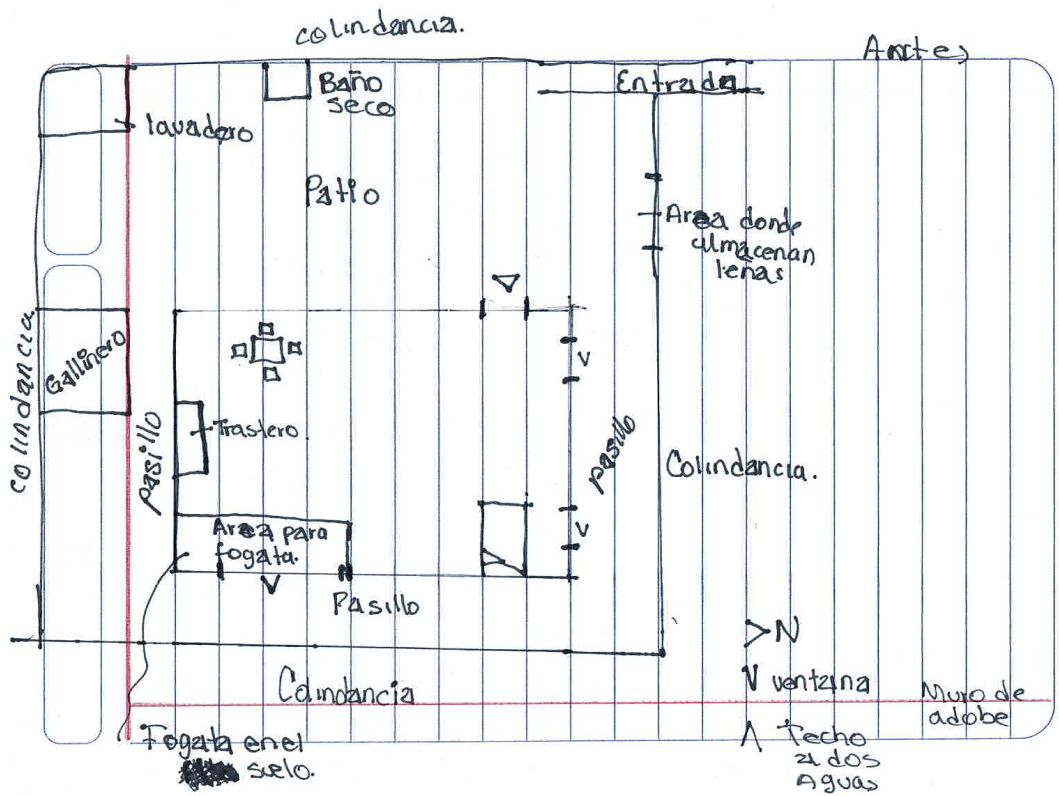 colindancia.
Anctes
Baño
seco
Entrada
lavadero
Patio
Area donde
almacenan
leñas
colindancia
Gallinero
V
pasillo
Trastero
pasillo
Colindancia.
Area para
fogata.
V
V
Pasillo
>N
V ventana
Colindancia
Muro de
adobe
Fogata en el
suelo.
Λ Techo
a dos
Aguas